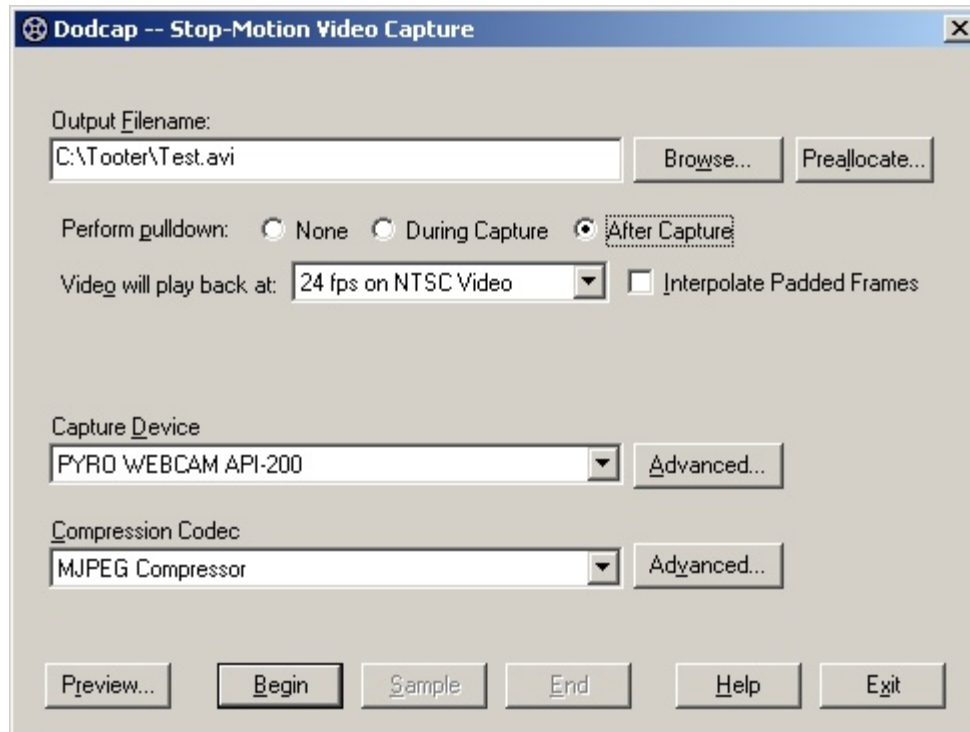 Dodcap -- Stop-Motion Video Capture
Output Filename:
C:\Tooter\Test.avi Browse... Preallocate...
Perform pulldown: None During Capture After Capture
Video will play back at: 24 fps on NTSC Video Interpolate Padded Frames
Capture Device
PYRO WEBCAM API-200 Advanced...
Compression Codec
MJPEG Compressor Advanced...
Preview... Begin Sample End Help Exit